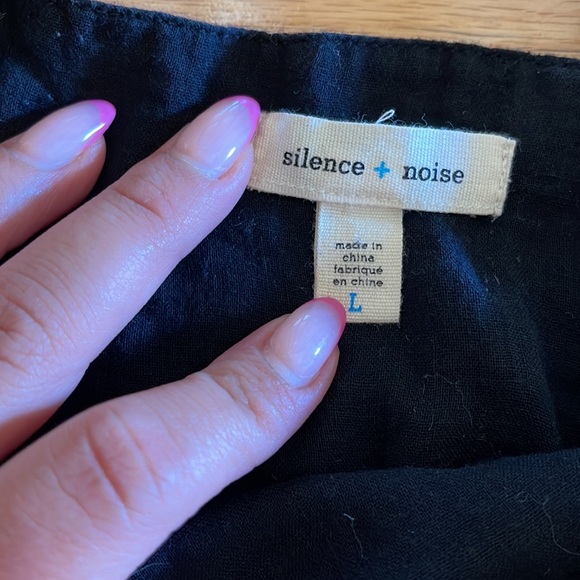 silence + noise
made in
china
fabriqué
en chine
L